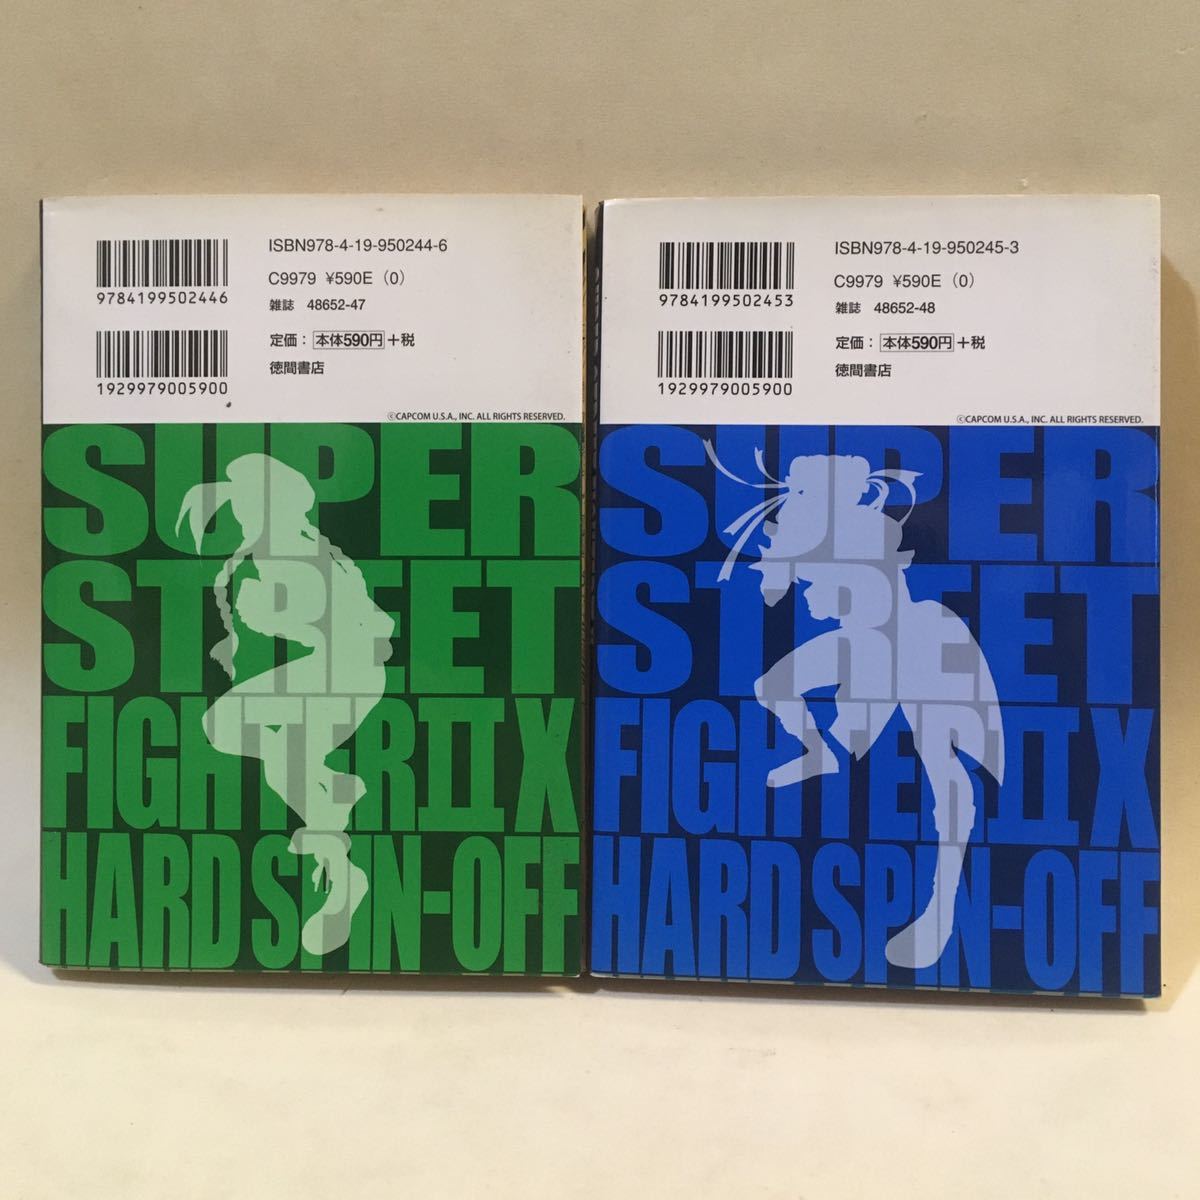 ISBN978-4-19-950244-6
9784199502446
C9979 ¥590E (0)
雑誌 48652-47
定価：本体590円+税
1929979005900
徳間書店
©CAPCOM U.S.A., INC. ALL RIGHTS RESERVED.
SUPER
STREET
FIGHTERⅡX
HARD SPIN-OFF
ISBN978-4-19-950245-3
9784199502453
C9979 ¥590E (0)
雑誌 48652-48
定価：本体590円+税
1929979005900
徳間書店
©CAPCOM U.S.A., INC. ALL RIGHTS RESERVED.
SUPER
STREET
FIGHTERⅡX
HARD SPIN-OFF